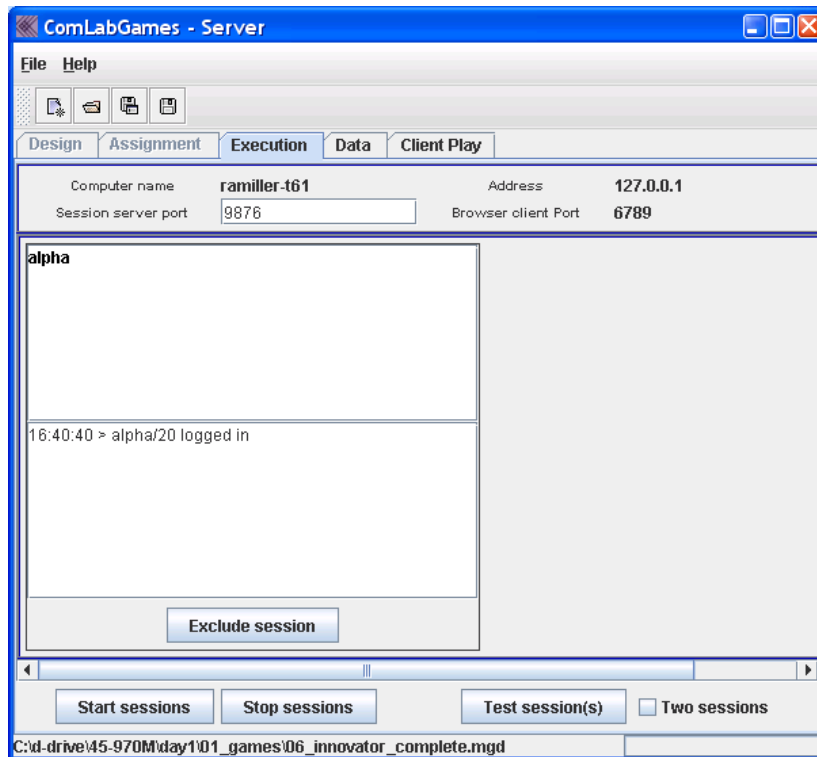 ComLabGames - Server
File Help
Design Assignment Execution Data Client Play
Computer name ramiller-t61 Address 127.0.0.1
Session server port 9876 Browser client Port 6789
alpha
16:40:40 > alpha/20 logged in
Exclude session
Start sessions Stop sessions Test session(s) Two sessions
C:\d-drive\45-970M\day1\01_games\06_innovator_complete.mgd